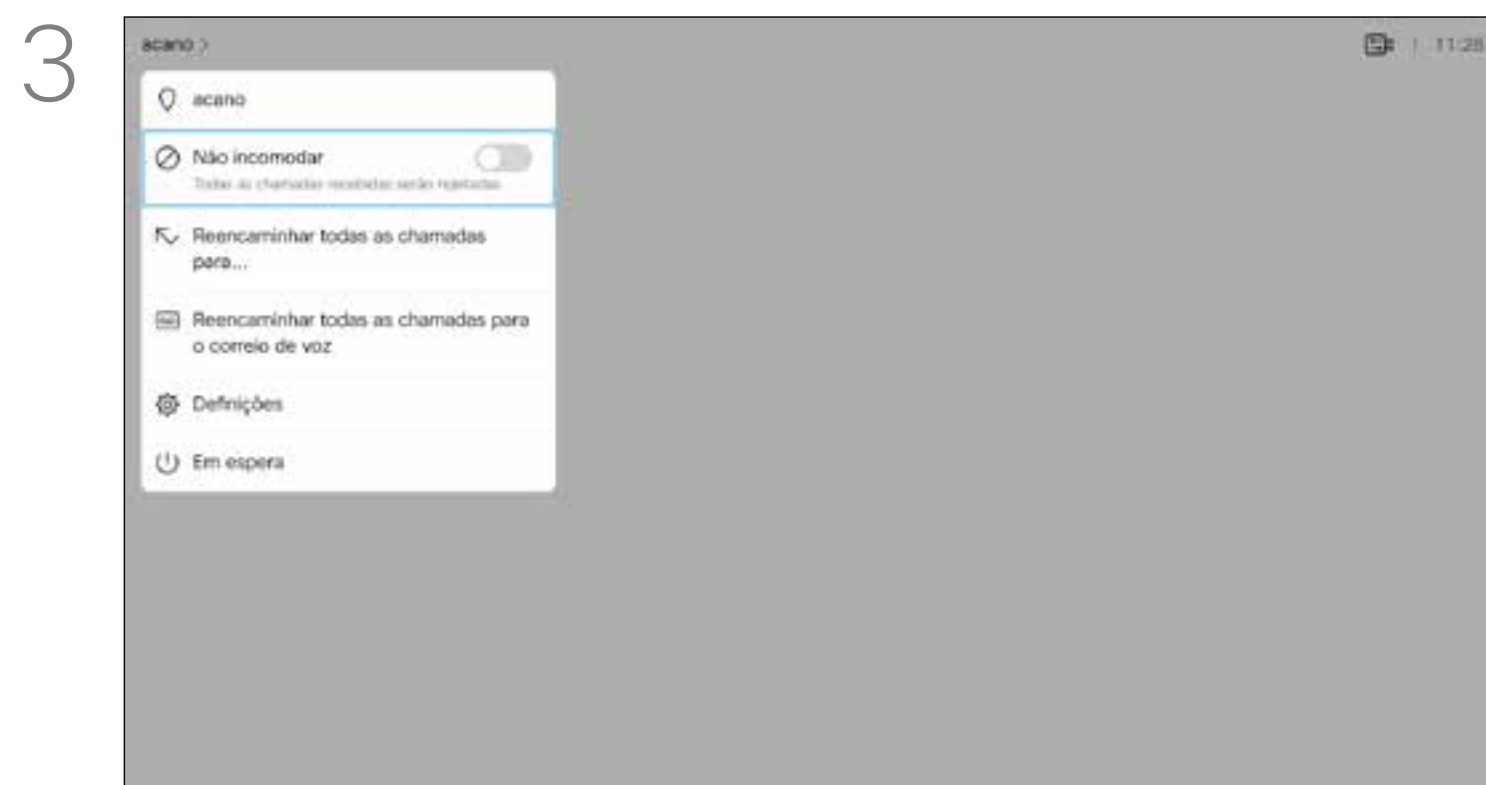 3
acano >
11:28
acano
Não incomodar
Todas as chamadas recebidas serão rejeitadas
Reencaminhar todas as chamadas
para...
Reencaminhar todas as chamadas para
o correio de voz
Definições
Em espera